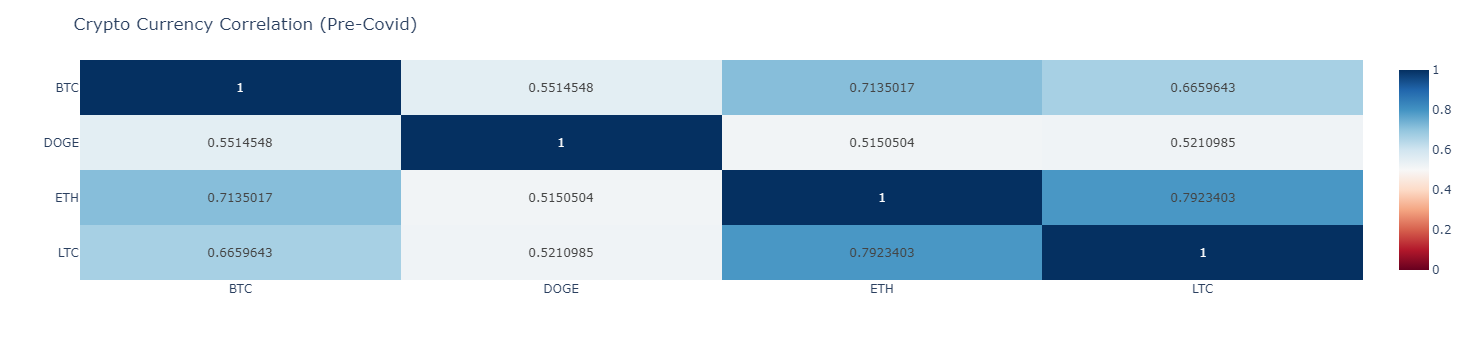 Crypto Currency Correlation (Pre-Covid)
BTC 1 0.5514548 0.7135017 0.6659643
DOGE 0.5514548 1 0.5150504 0.5210985
ETH 0.7135017 0.5150504 1 0.7923403
LTC 0.6659643 0.5210985 0.7923403 1
BTC DOGE ETH LTC
1
0.8
0.6
0.4
0.2
0